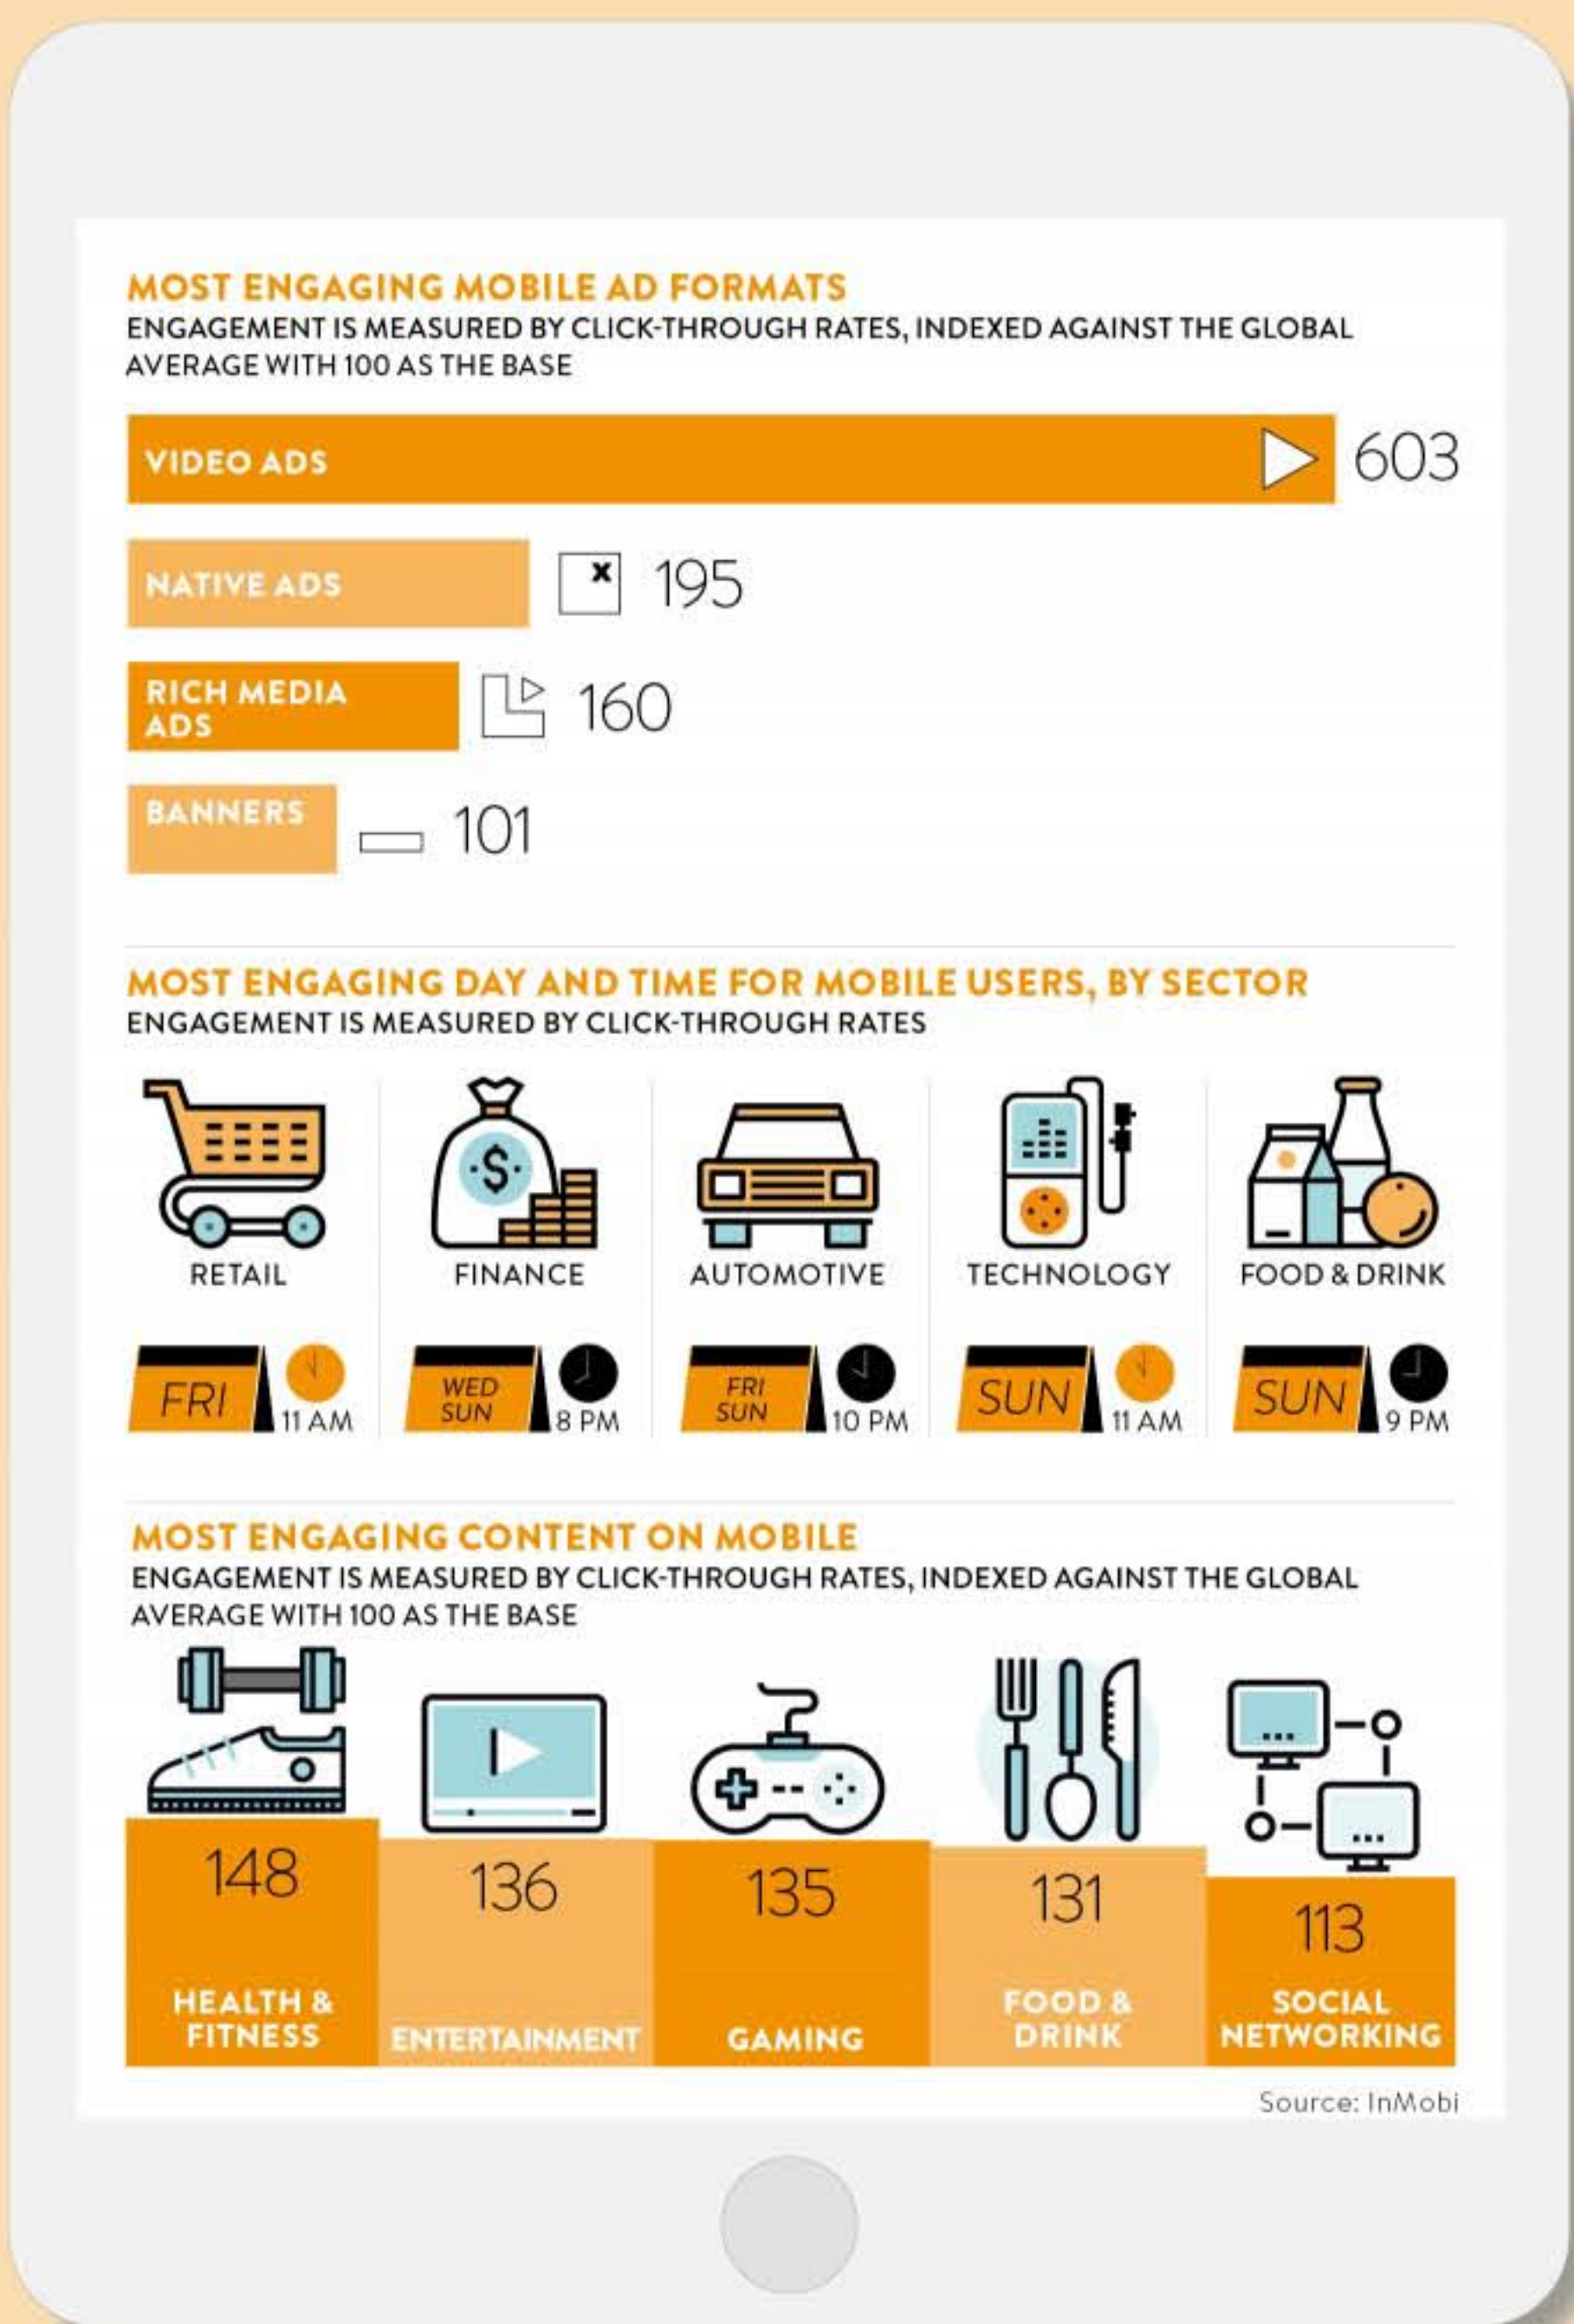 MOST ENGAGING MOBILE AD FORMATS
ENGAGEMENT IS MEASURED BY CLICK-THROUGH RATES, INDEXED AGAINST THE GLOBAL
AVERAGE WITH 100 AS THE BASE
VIDEO ADS 603
NATIVE ADS x 195
RICH MEDIA
ADS
160
BANNERS 101
MOST ENGAGING DAY AND TIME FOR MOBILE USERS, BY SECTOR
ENGAGEMENT IS MEASURED BY CLICK-THROUGH RATES
$
RETAIL FINANCE AUTOMOTIVE TECHNOLOGY FOOD & DRINK
FRI
11 AM
WED
SUN
8 PM
FRI
SUN
10 PM
SUN
11 AM
SUN
9 PM
MOST ENGAGING CONTENT ON MOBILE
ENGAGEMENT IS MEASURED BY CLICK-THROUGH RATES, INDEXED AGAINST THE GLOBAL
AVERAGE WITH 100 AS THE BASE
148
HEALTH &
FITNESS
136
ENTERTAINMENT
135
GAMING
131
FOOD &
DRINK
113
SOCIAL
NETWORKING
Source: InMobi